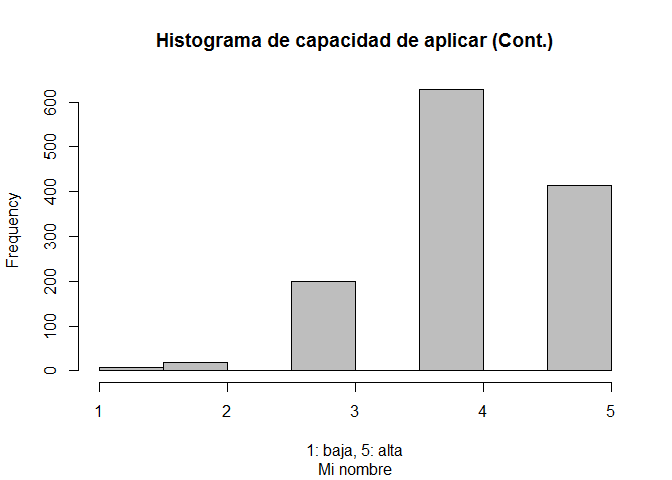 Histograma de capacidad de aplicar (Cont.)
Frequency
600
500
400
300
200
100
0
1 2 3 4 5
1: baja, 5: alta
Mi nombre